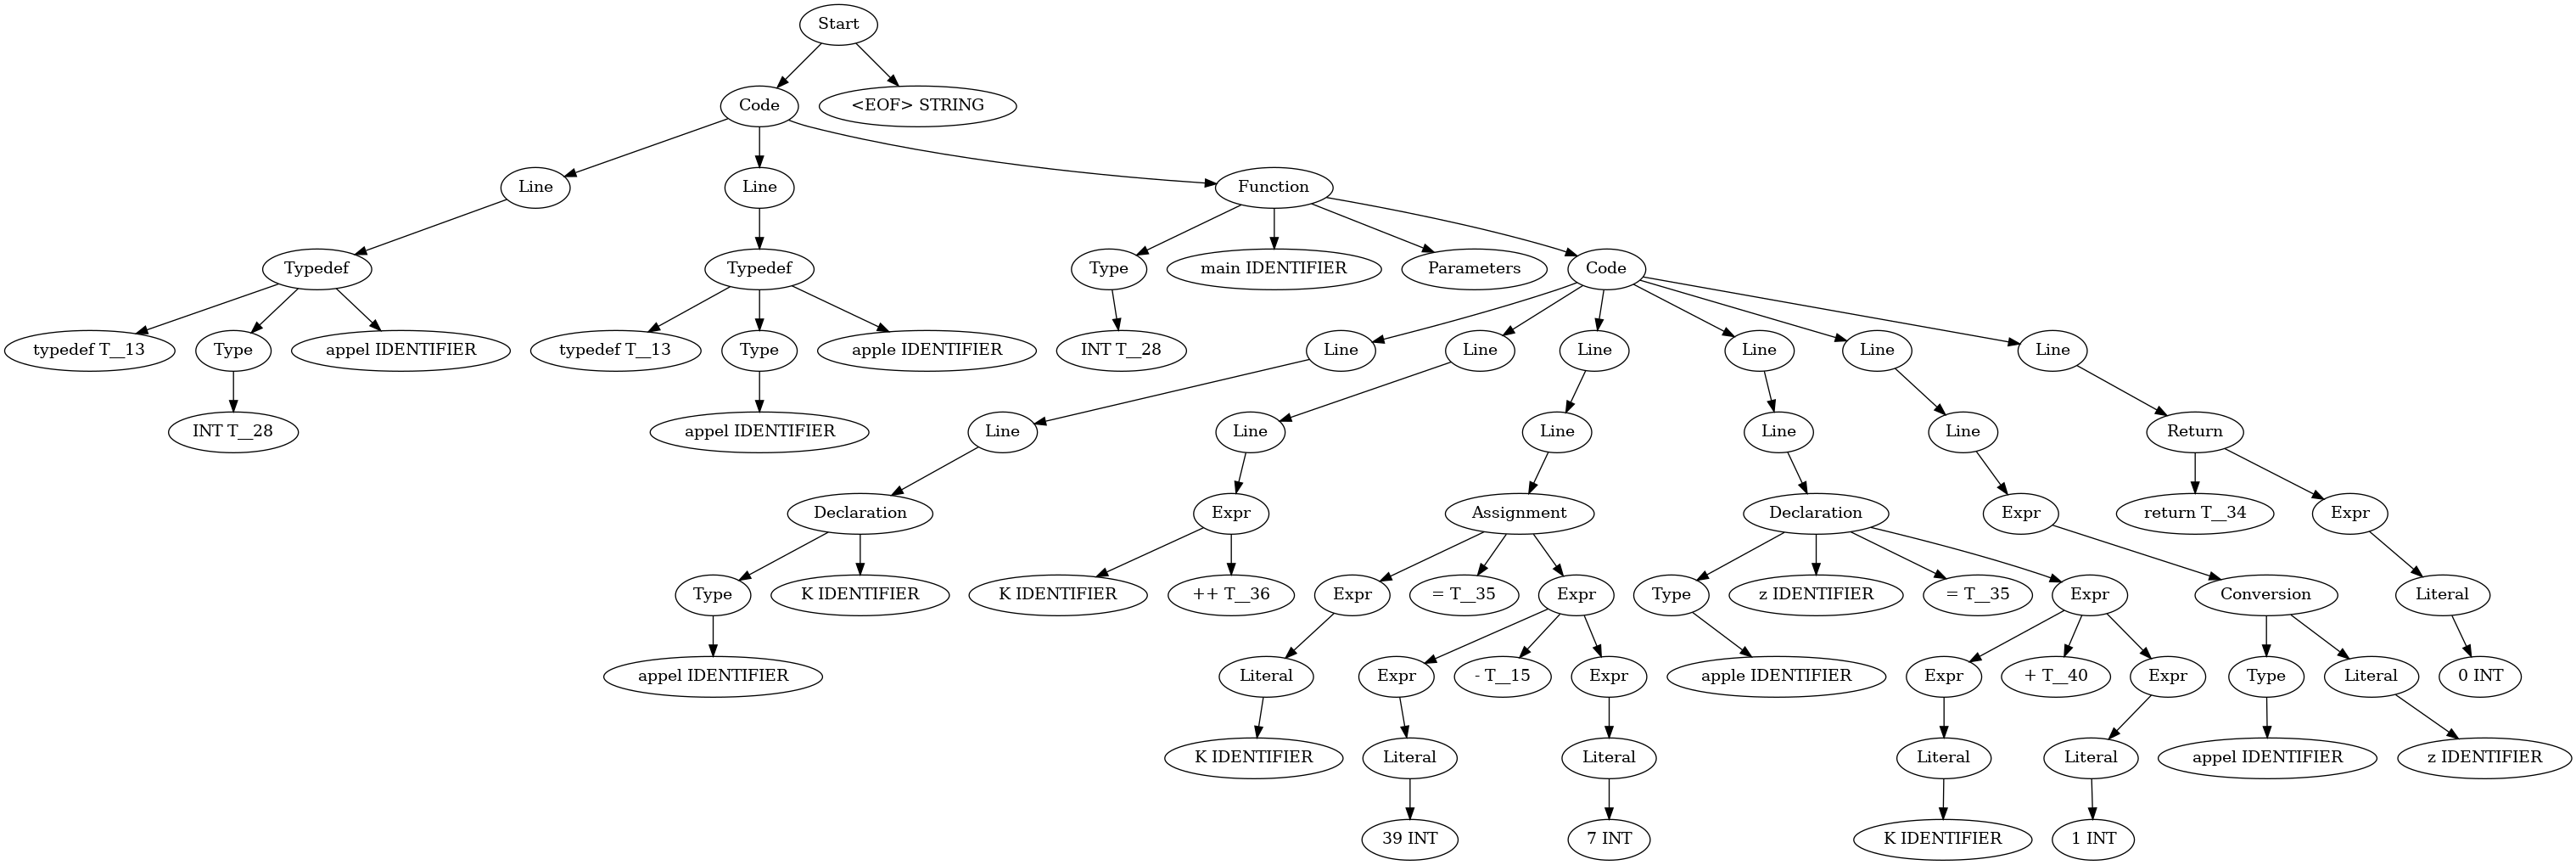 Start
Code
<EOF> STRING
Line
Line
Function
Typedef
Typedef
Type
main IDENTIFIER
Parameters
Code
typedef T__13
Type
appel IDENTIFIER
typedef T__13
Type
apple IDENTIFIER
INT T__28
Line
Line
Line
Line
Line
Line
INT T__28
appel IDENTIFIER
Line
Line
Line
Line
Line
Return
Declaration
Expr
Assignment
Declaration
Expr
return T__34
Expr
Type
K IDENTIFIER
K IDENTIFIER
++ T__36
Expr
= T__35
Expr
Type
z IDENTIFIER
= T__35
Expr
Conversion
Literal
appel IDENTIFIER
Literal
Expr
- T__15
Expr
apple IDENTIFIER
Expr
+ T__40
Expr
Type
Literal
0 INT
K IDENTIFIER
Literal
Literal
Literal
Literal
appel IDENTIFIER
z IDENTIFIER
39 INT
7 INT
K IDENTIFIER
1 INT